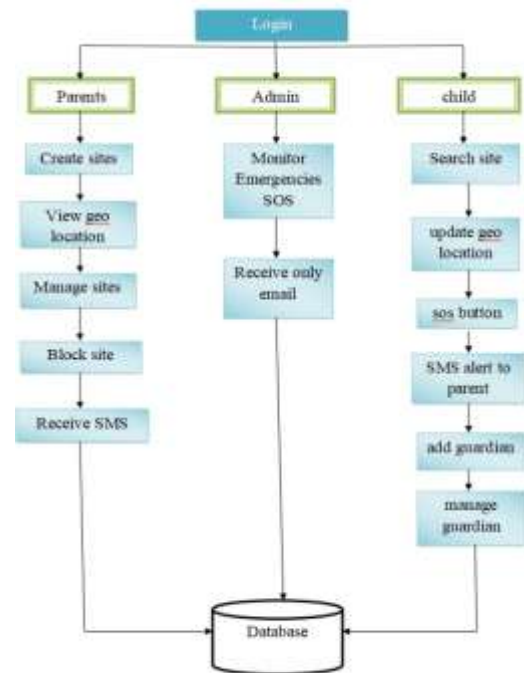 Login
Parents
Admin
child
Create sites
View geo
location
Manage sites
Block site
Receive SMS
Monitor
Emergencies
SOS
Receive only
email
Search site
update geo
location
sos button
SMS alert to
parent
add guardian
manage
guardian
Database